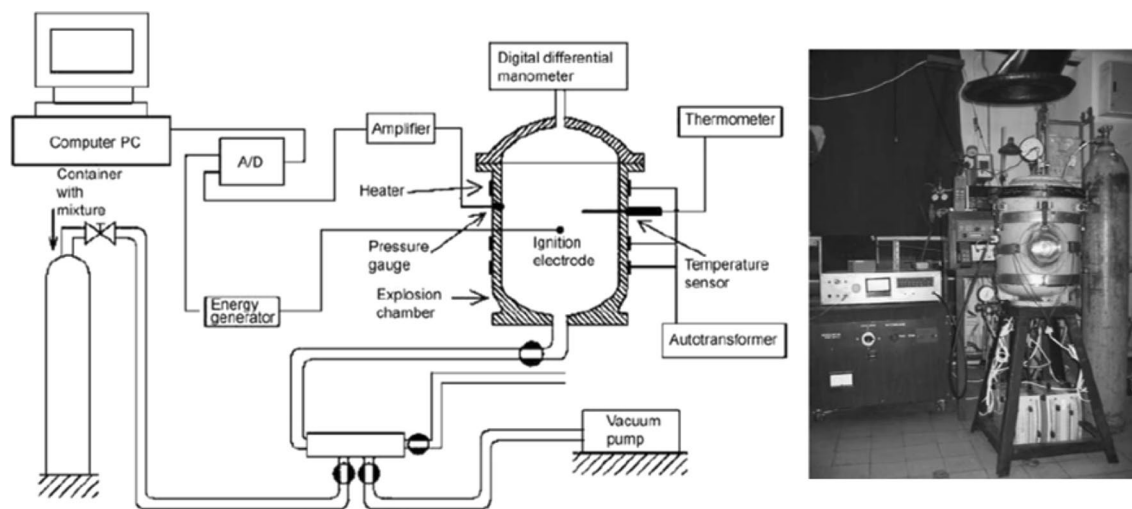 Digital differential
manometer
Thermometer
Amplifier
Computer PC
A/D
Container
with
mixture
Heater
Pressure
gauge
Ignition
electrode
Temperature
sensor
Explosion
chamber
Energy
generator
Autotransformer
Vacuum
pump